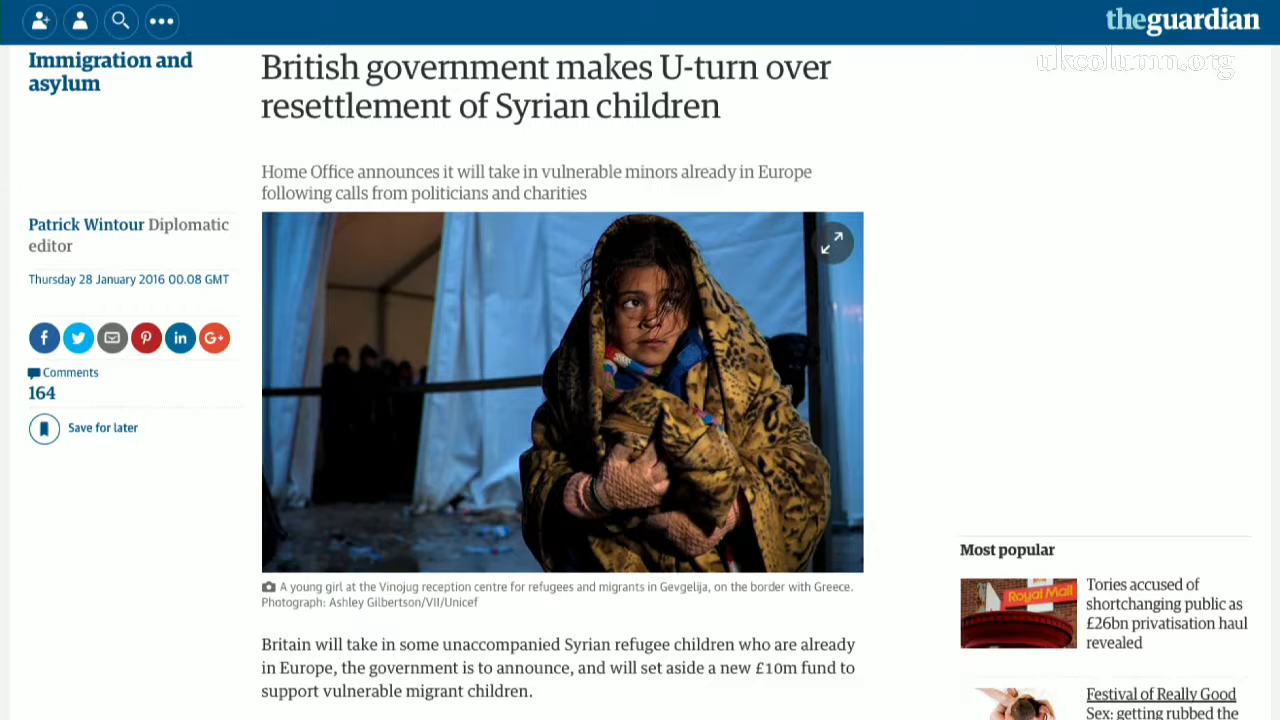 theguardian
ukcolumn.org
Immigration and
asylum
British government makes U-turn over
resettlement of Syrian children
Home Office announces it will take in vulnerable minors already in Europe
following calls from politicians and charities
Patrick Wintour Diplomatic
editor
Thursday 28 January 2016 00.08 GMT
Comments
164
Save for later
A young girl at the Vinojug reception centre for refugees and migrants in Gevgelija, on the border with Greece.
Photograph: Ashley Gilbertson/VII/Unicef
Britain will take in some unaccompanied Syrian refugee children who are already
in Europe, the government is to announce, and will set aside a new £10m fund to
support vulnerable migrant children.
Most popular
Royal Mail
Tories accused of
shortchanging public as
£26bn privatisation haul
revealed
Festival of Really Good
Sex: getting rubbed the